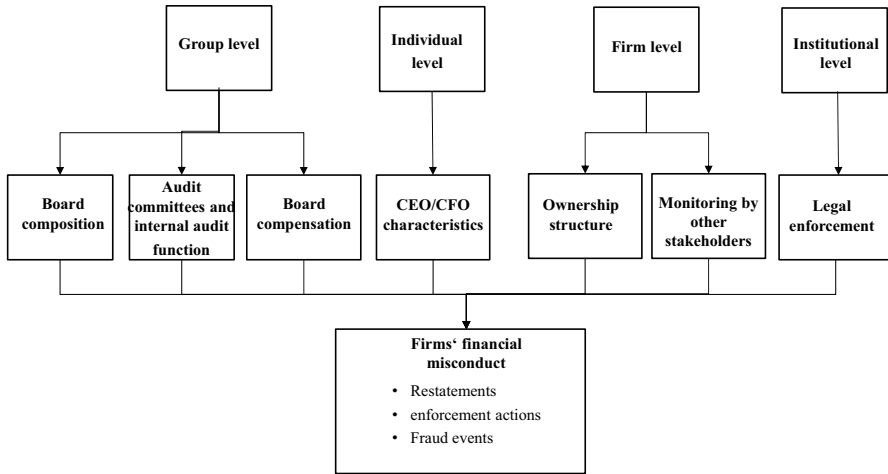 Group level
Individual
level
Firm level
Institutional
level
Board
composition
Audit
committees and
internal audit
function
Board
compensation
CEO/CFO
characteristics
Ownership
structure
Monitoring by
other
stakeholders
Legal
enforcement
Firms‘ financial
misconduct
• Restatements
• enforcement actions
• Fraud events